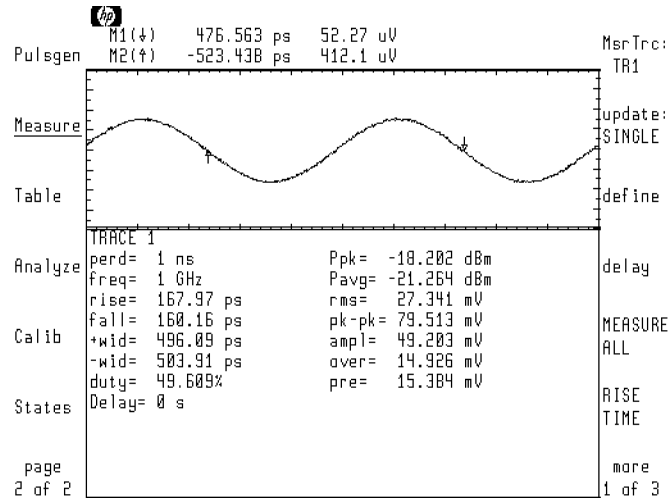 hp
M1(↓) 476.563 ps 52.27 uV
M2(↑) -523.438 ps 412.1 uV
Pulsgen
Measure
Table
Analyze
Calib
States
page
2 of 2
MsrTrc:
TR1
update:
SINGLE
define
delay
MEASURE
ALL
RISE
TIME
more
1 of 3
TRACE 1
perd= 1 ns
freq= 1 GHz
rise= 167.97 ps
fall= 160.16 ps
+wid= 496.09 ps
-wid= 503.91 ps
duty= 49.609%
Delay= 0 s
Ppk= -18.202 dBm
Pavg= -21.264 dBm
rms= 27.341 mV
pk-pk= 79.513 mV
ampl= 49.203 mV
over= 14.926 mV
pre= 15.384 mV